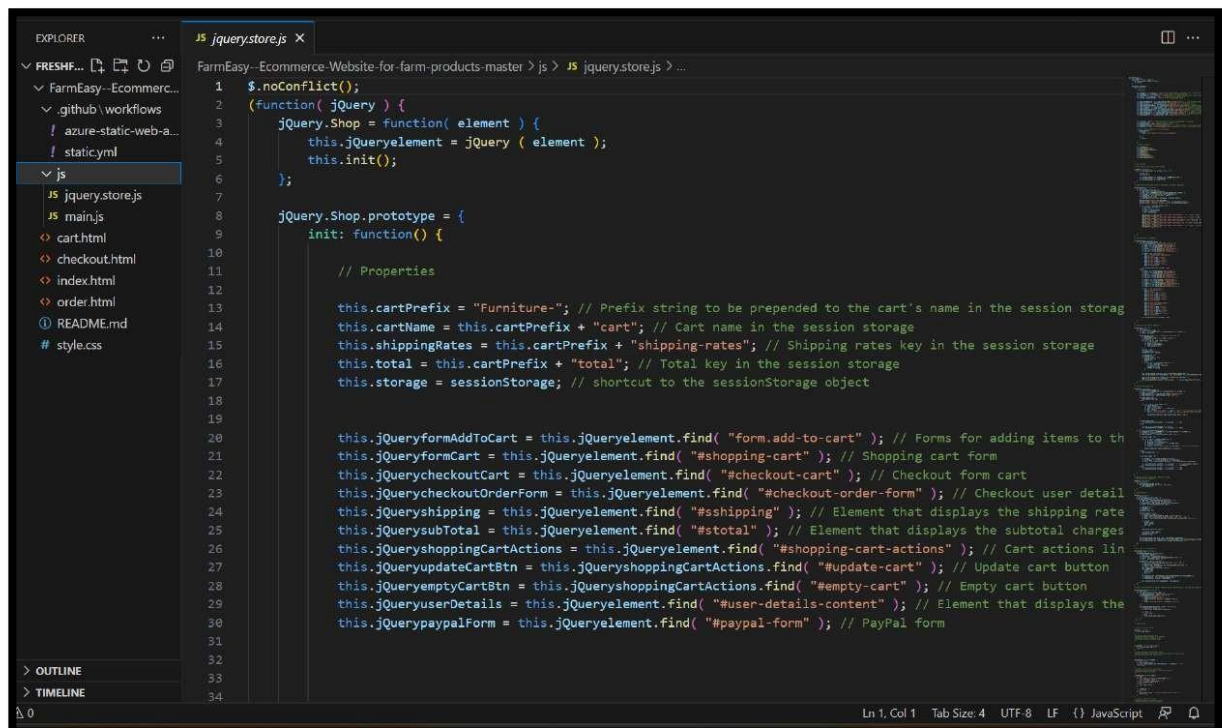 EXPLORER
FRESHF...
FarmEasy--Ecommerc...
.github\workflows
azure-static-web-a...
static.yml
js
JS jquery.store.js
JS main.js
cart.html
checkout.html
index.html
order.html
README.md
# style.css
OUTLINE
TIMELINE
JS jquery.store.js
FarmEasy--Ecommerce-Website-for-farm-products-master > js > JS jquery.store.js > ...
1 $.noConflict();
2 (function( jQuery ) {
3 jQuery.Shop = function( element ) {
4 this.jQueryelement = jQuery ( element );
5 this.init();
6 };
7
8 jQuery.Shop.prototype = {
9 init: function() {
10
11 // Properties
12
13 this.cartPrefix = "Furniture-"; // Prefix string to be prepended to the cart's name in the session storag
14 this.cartName = this.cartPrefix + "cart"; // Cart name in the session storage
15 this.shippingRates = this.cartPrefix + "shipping-rates"; // Shipping rates key in the session storage
16 this.total = this.cartPrefix + "total"; // Total key in the session storage
17 this.storage = sessionStorage; // shortcut to the sessionStorage object
18
19
20 this.jQueryformAddToCart = this.jQueryelement.find( "form.add-to-cart" ); // Forms for adding items to th
21 this.jQueryformCart = this.jQueryelement.find( "#shopping-cart" ); // Shopping cart form
22 this.jQuerycheckoutCart = this.jQueryelement.find( "#checkout-cart" ); // Checkout form cart
23 this.jQuerycheckoutOrderForm = this.jQueryelement.find( "#checkout-order-form" ); // Checkout user detail
24 this.jQueryshipping = this.jQueryelement.find( "#sshipping" ); // Element that displays the shipping rate
25 this.jQuerysubTotal = this.jQueryelement.find( "#stotal" ); // Element that displays the subtotal charges
26 this.jQueryshoppingCartActions = this.jQueryelement.find( "#shopping-cart-actions" ); // Cart actions lin
27 this.jQueryupdateCartBtn = this.jQueryshoppingCartActions.find( "#update-cart" ); // Update cart button
28 this.jQueryemptyCartBtn = this.jQueryshoppingCartActions.find( "#empty-cart" ); // Empty cart button
29 this.jQueryuserDetails = this.jQueryelement.find( "#user-details-content" ); // Element that displays the
30 this.jQuerypaypalForm = this.jQueryelement.find( "#paypal-form" ); // PayPal form
31
32
33
34
0
Ln 1, Col 1 Tab Size: 4 UTF-8 LF {} JavaScript